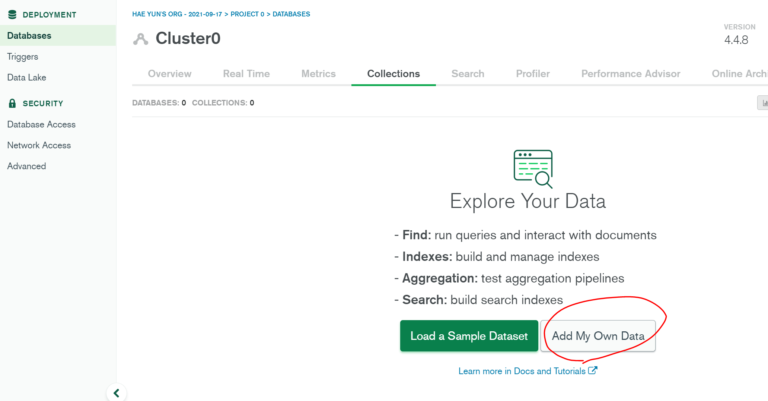 DEPLOYMENT
Databases
Triggers
Data Lake
SECURITY
Database Access
Network Access
Advanced
HAE YUN'S ORG - 2021-09-17 > PROJECT 0 > DATABASES
Cluster0
VERSION
4.4.8
Overview Real Time Metrics Collections Search Profiler Performance Advisor Online Arch
DATABASES: 0 COLLECTIONS: 0
Explore Your Data
- Find: run queries and interact with documents
- Indexes: build and manage indexes
- Aggregation: test aggregation pipelines
- Search: build search indexes
Load a Sample Dataset Add My Own Data
Learn more in Docs and Tutorials